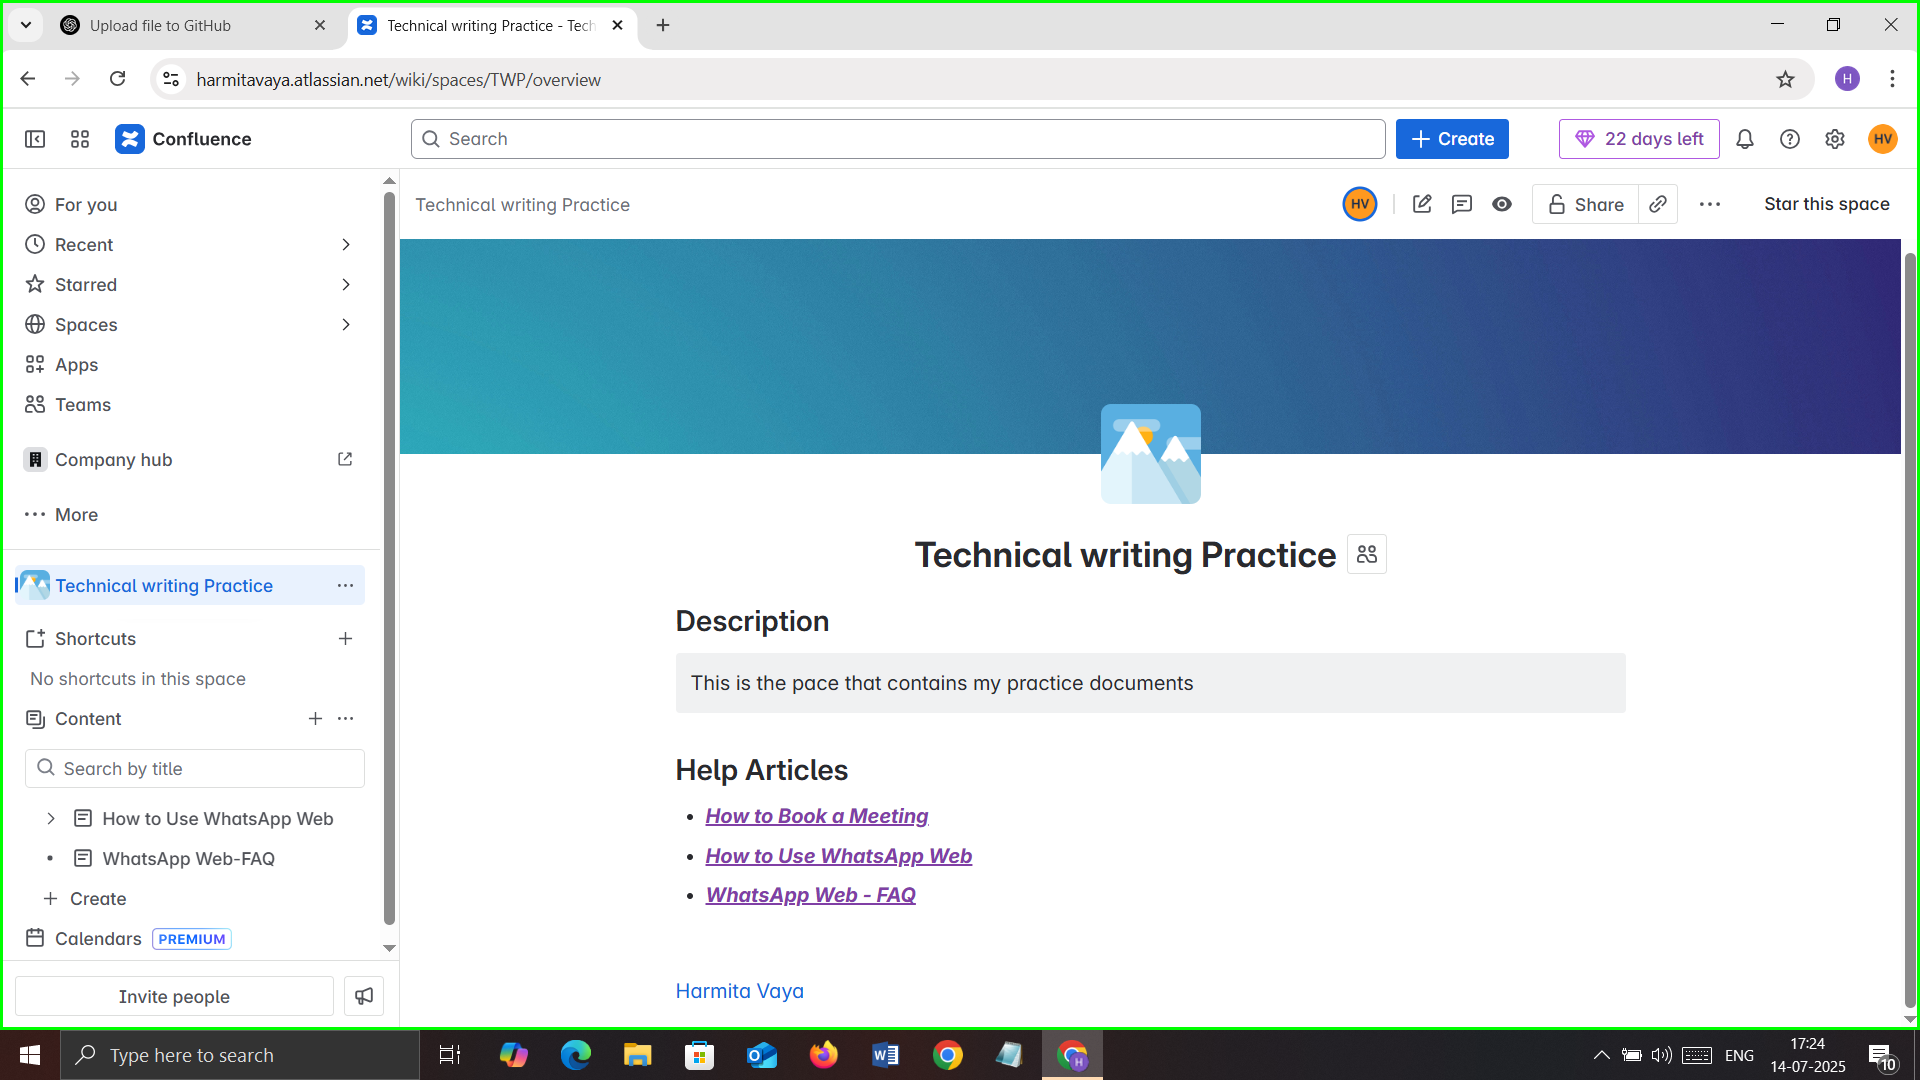 Upload file to GitHub
Technical writing Practice - Tech
harmitavaya.atlassian.net/wiki/spaces/TWP/overview
H
Confluence
Search
Create
22 days left
HV
For you
Recent
Starred
Spaces
Apps
Teams
Company hub
More
Technical writing Practice
Shortcuts
No shortcuts in this space
Content
Search by title
How to Use WhatsApp Web
WhatsApp Web-FAQ
Create
Calendars PREMIUM
Invite people
Technical writing Practice
HV
Share
Star this space
Technical writing Practice
Description
This is the pace that contains my practice documents
Help Articles
How to Book a Meeting
How to Use WhatsApp Web
WhatsApp Web - FAQ
Harmita Vaya
Type here to search
H
ENG
17:24
14-07-2025
10